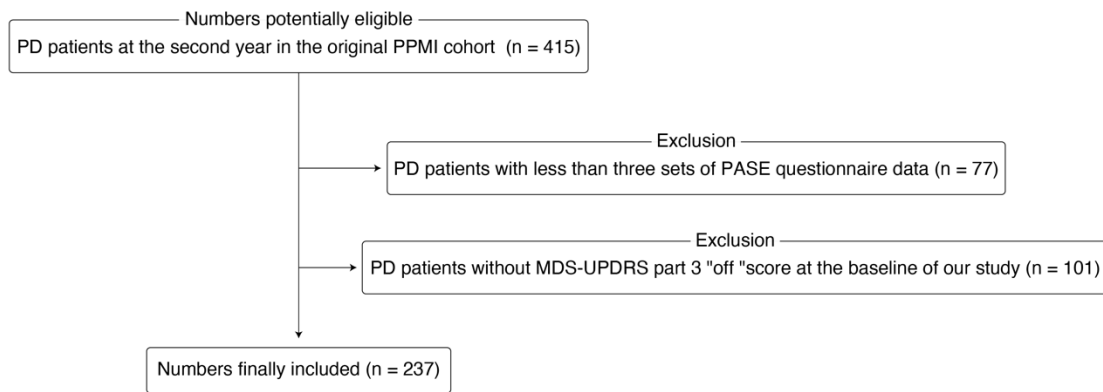 Numbers potentially eligible
PD patients at the second year in the original PPMI cohort (n = 415)
Exclusion
PD patients with less than three sets of PASE questionnaire data (n = 77)
Exclusion
PD patients without MDS-UPDRS part 3 "off "score at the baseline of our study (n = 101)
Numbers finally included (n = 237)